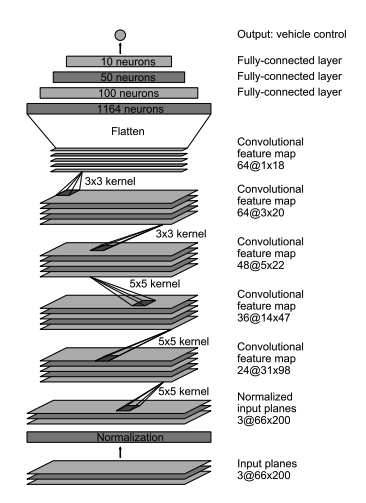 Output: vehicle control
10 neurons
Fully-connected layer
50 neurons
Fully-connected layer
100 neurons
Fully-connected layer
1164 neurons
Flatten
Convolutional
feature map
64@1x18
3x3 kernel
Convolutional
feature map
64@3x20
3x3 kernel
Convolutional
feature map
48@5x22
5x5 kernel
Convolutional
feature map
36@14x47
5x5 kernel
Convolutional
feature map
24@31x98
5x5 kernel
Normalized
input planes
3@66x200
Normalization
Input planes
3@66x200